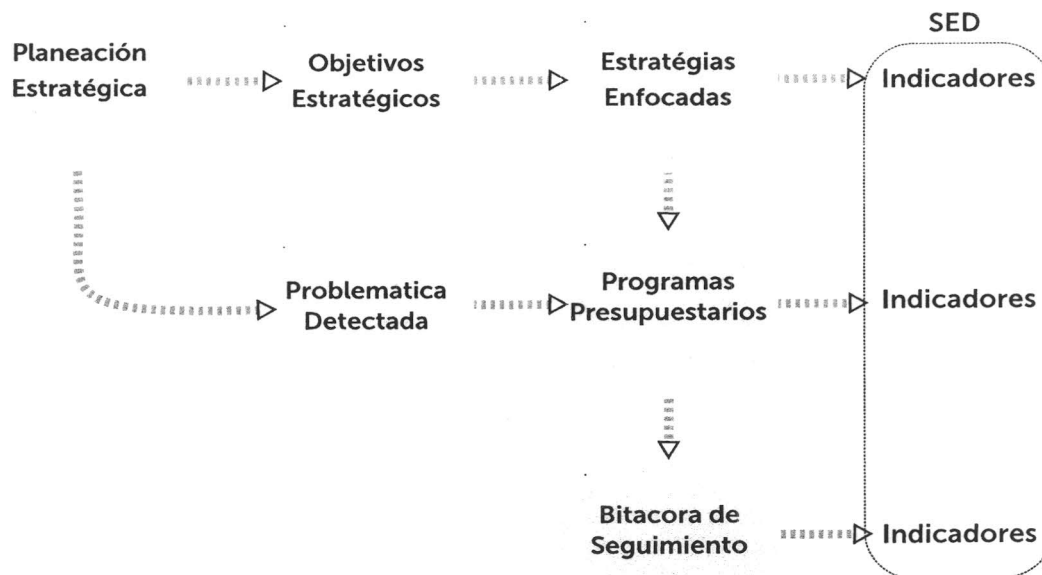 SED
Planeación
Estratégica
Objetivos
Estratégicos
Estratégias
Enfocadas
Indicadores
Problematica
Detectada
Programas
Presupuestarios
Indicadores
Bitacora de
Seguimiento
Indicadores